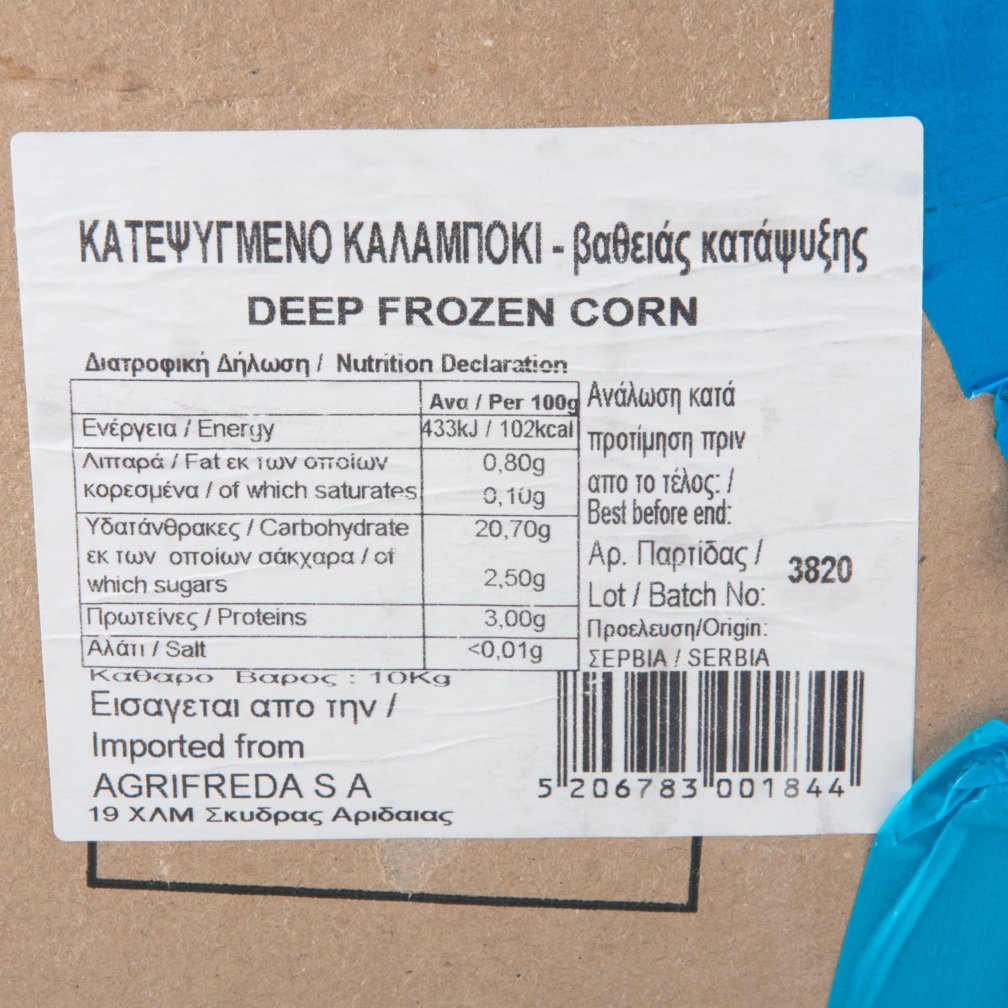 ΚΑΤΕΨΥΓΜΕΝΟ ΚΑΛΑΜΠΟΚΙ - βαθειάς κατάψυξης
DEEP FROZEN CORN
Διατροφική Δήλωση / Nutrition Declaration
Ανα / Per 100g
Ενέργεια / Energy 433kJ / 102kcal
Λιπαρά / Fat εκ των οποίων 0,80g
κορεσμένα / of which saturates 0,10g
Υδατάνθρακες / Carbohydrate 20,70g
εκ των οποίων σάκχαρα / of
which sugars 2,50g
Πρωτείνες / Proteins 3,00g
Αλάτι / Salt <0,01g
Ανάλωση κατά
προτίμηση πριν
απο το τέλος: /
Best before end:
Αρ. Παρτίδας /
Lot / Batch No: 3820
Προελευση/Origin:
ΣΕΡΒΙΑ / SERBIA
Καθαρο Βαρος : 10Kg
Εισαγεται απο την /
Imported from
AGRIFREDA S A
19 ΧΛΜ Σκυδρας Αριδαιας
5 206783 001844